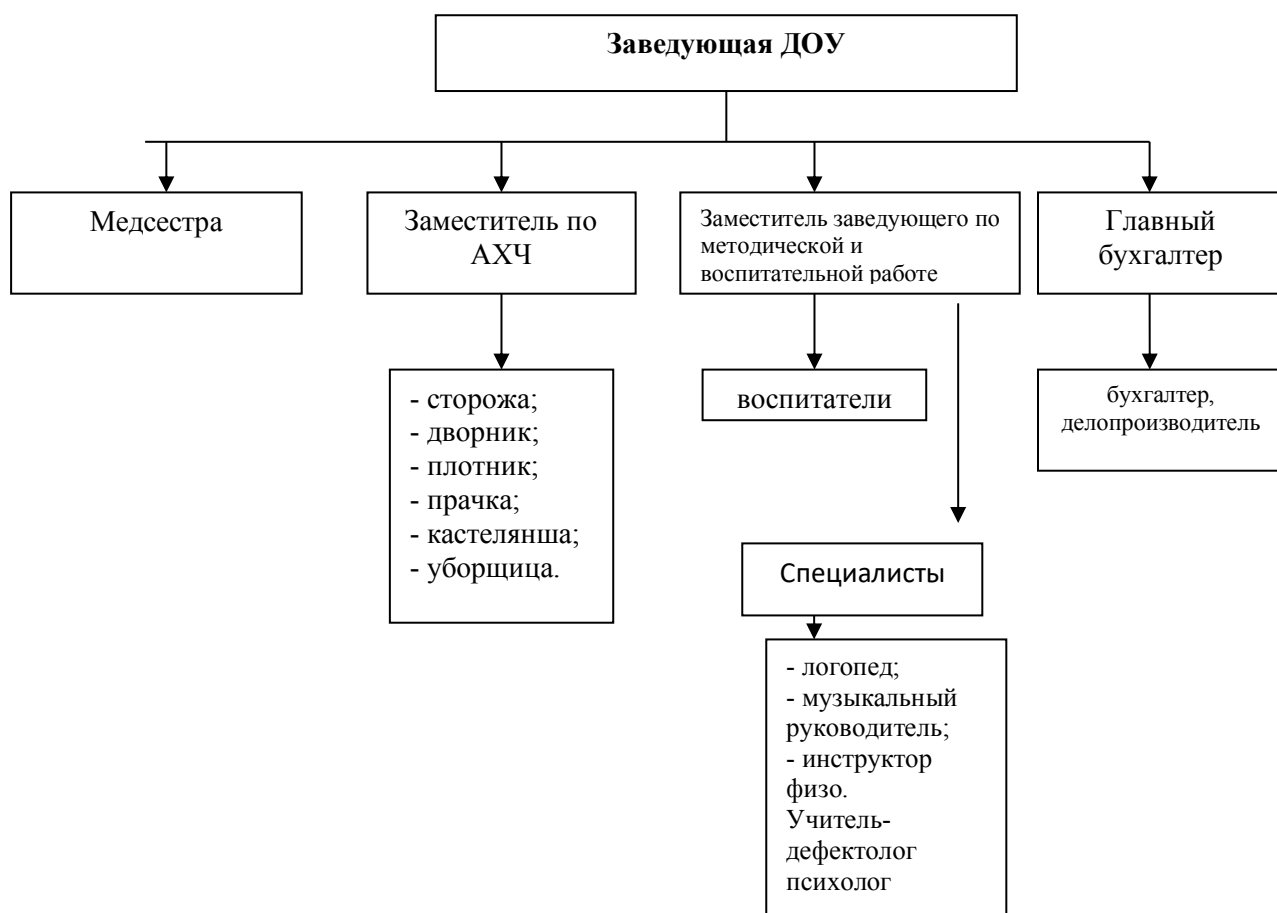 Заведующая ДОУ
Медсестра
Заместитель по
АХЧ
Заместитель заведующего по
методической и
воспитательной работе
Главный
бухгалтер
- сторожа;
- дворник;
- плотник;
- прачка;
- кастелянша;
- уборщица.
воспитатели
бухгалтер,
делопроизводитель
Специалисты
- логопед;
- музыкальный
руководитель;
- инструктор
физо.
Учитель-
дефектолог
психолог